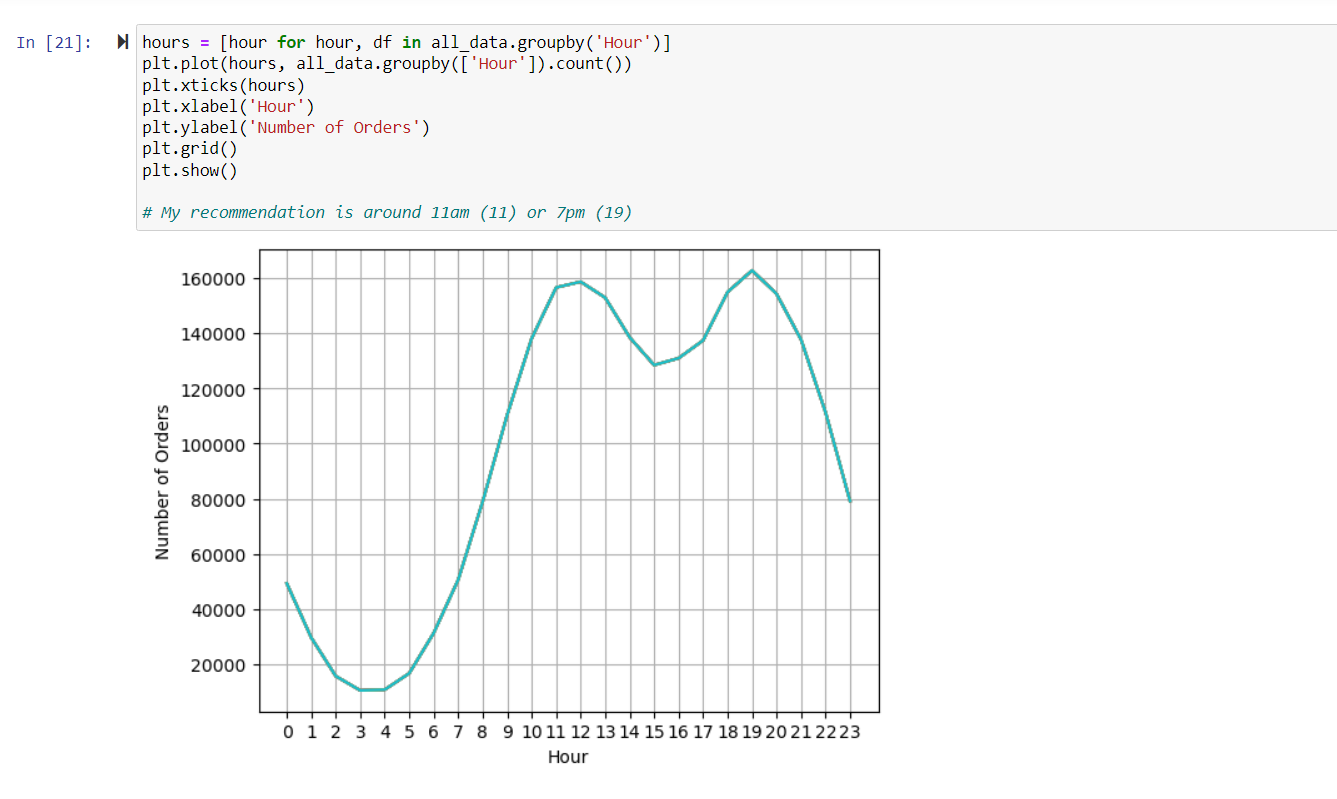 In [21]:
hours = [hour for hour, df in all_data.groupby('Hour')]
plt.plot(hours, all_data.groupby(['Hour']).count())
plt.xticks(hours)
plt.xlabel('Hour')
plt.ylabel('Number of Orders')
plt.grid()
plt.show()
# My recommendation is around 11am (11) or 7pm (19)
160000
140000
120000
100000
80000
60000
40000
20000
Number of Orders
0 1 2 3 4 5 6 7 8 9 10 11 12 13 14 15 16 17 18 19 20 21 22 23
Hour